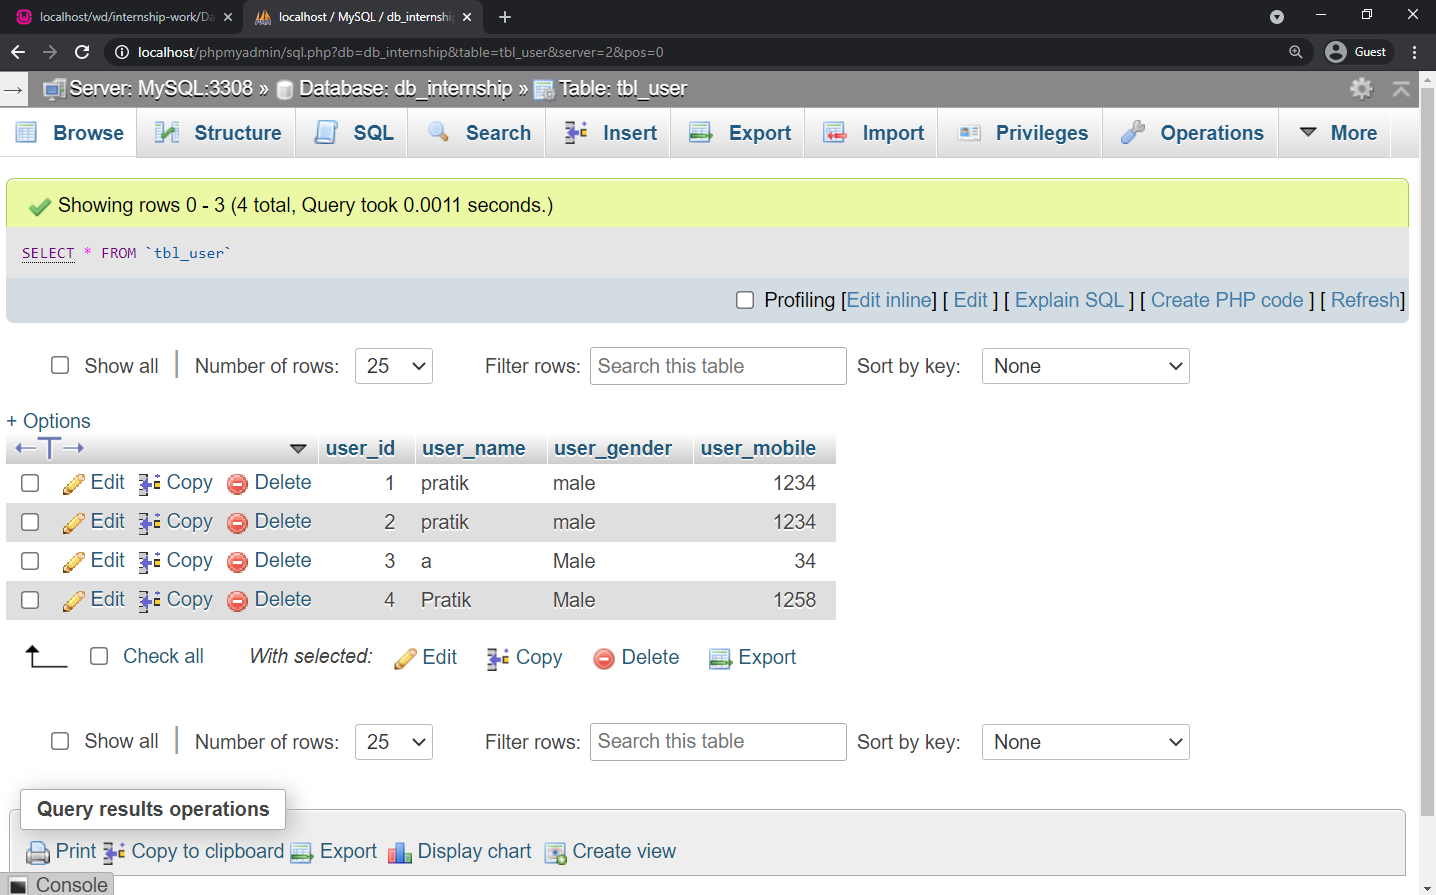 localhost/wd/internship-work/Da
localhost / MySQL / db_internshi
localhost/phpmyadmin/sql.php?db=db_internship&table=tbl_user&server=2&pos=0
Guest
Server: MySQL:3308 » Database: db_internship » Table: tbl_user
Browse Structure SQL Search Insert Export Import Privileges Operations More
Showing rows 0 - 3 (4 total, Query took 0.0011 seconds.)
SELECT * FROM `tbl_user`
Profiling [Edit inline] [ Edit ] [ Explain SQL ] [ Create PHP code ] [ Refresh]
Show all Number of rows: 25 Filter rows: Search this table Sort by key: None
+ Options
user_id user_name user_gender user_mobile
Edit Copy Delete 1 pratik male 1234
Edit Copy Delete 2 pratik male 1234
Edit Copy Delete 3 a Male 34
Edit Copy Delete 4 Pratik Male 1258
Check all With selected: Edit Copy Delete Export
Show all Number of rows: 25 Filter rows: Search this table Sort by key: None
Query results operations
Print Copy to clipboard Export Display chart Create view
Console